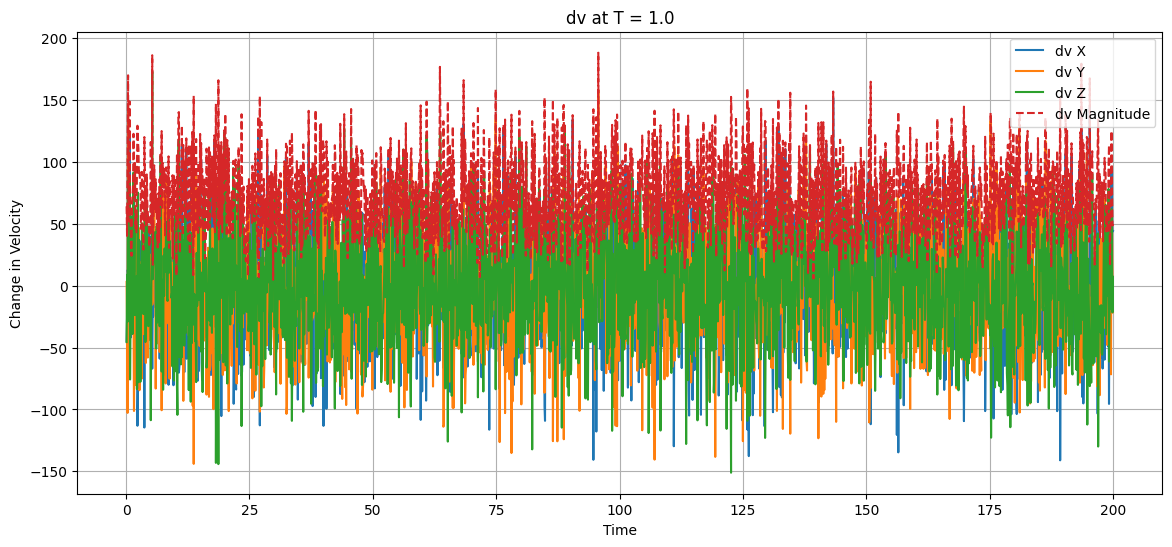 dv at T = 1.0
200
150
100
50
0
−50
−100
−150
Change in Velocity
dv X
dv Y
dv Z
dv Magnitude
0 25 50 75 100 125 150 175 200
Time